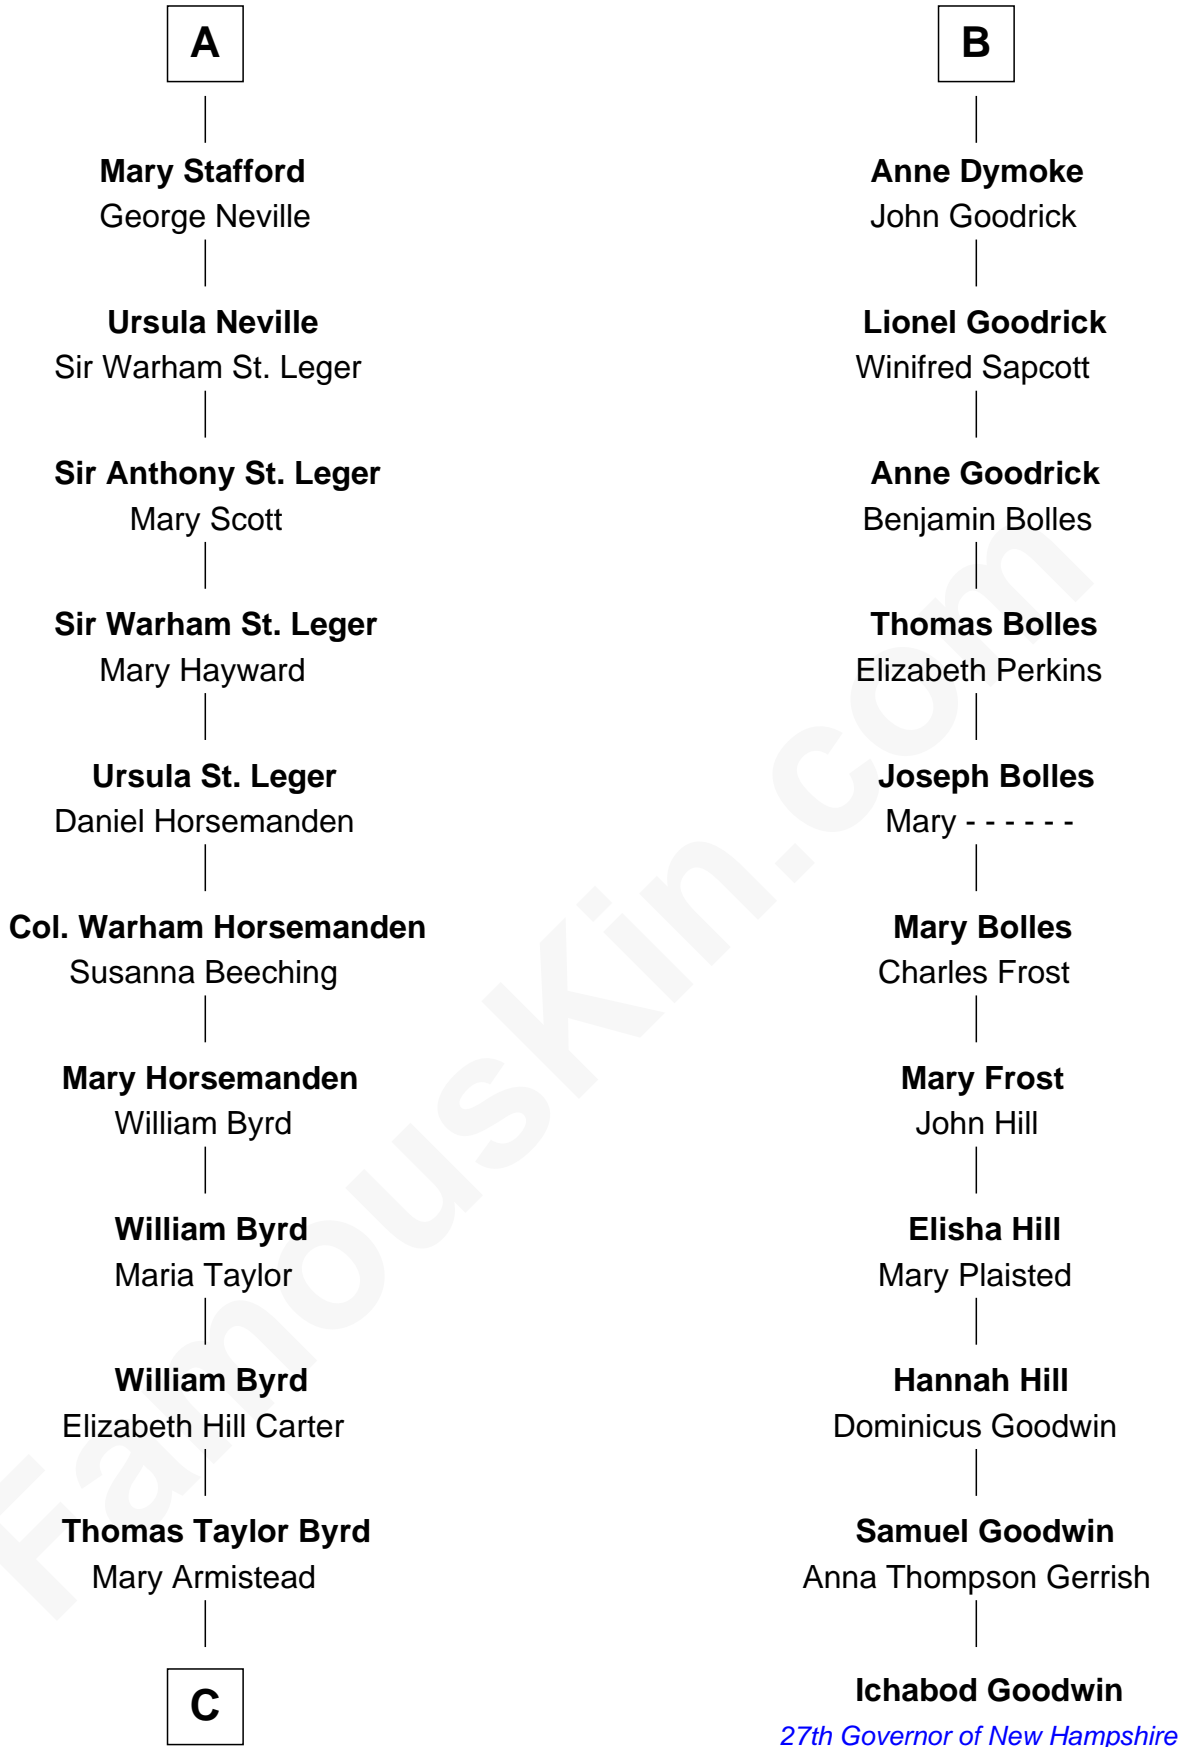 A
Mary Stafford
George Neville
Ursula Neville
Sir Warham St. Leger
Sir Anthony St. Leger
Mary Scott
Sir Warham St. Leger
Mary Hayward
Ursula St. Leger
Daniel Horsemanden
Col. Warham Horsemanden
Susanna Beeching
Mary Horsemanden
William Byrd
William Byrd
Maria Taylor
William Byrd
Elizabeth Hill Carter
Thomas Taylor Byrd
Mary Armistead
C
B
Anne Dymoke
John Goodrick
Lionel Goodrick
Winifred Sapcott
Anne Goodrick
Benjamin Bolles
Thomas Bolles
Elizabeth Perkins
Joseph Bolles
Mary - - - - - -
Mary Bolles
Charles Frost
Mary Frost
John Hill
Elisha Hill
Mary Plaisted
Hannah Hill
Dominicus Goodwin
Samuel Goodwin
Anna Thompson Gerrish
Ichabod Goodwin
27th Governor of New Hampshire
FamousKin.com